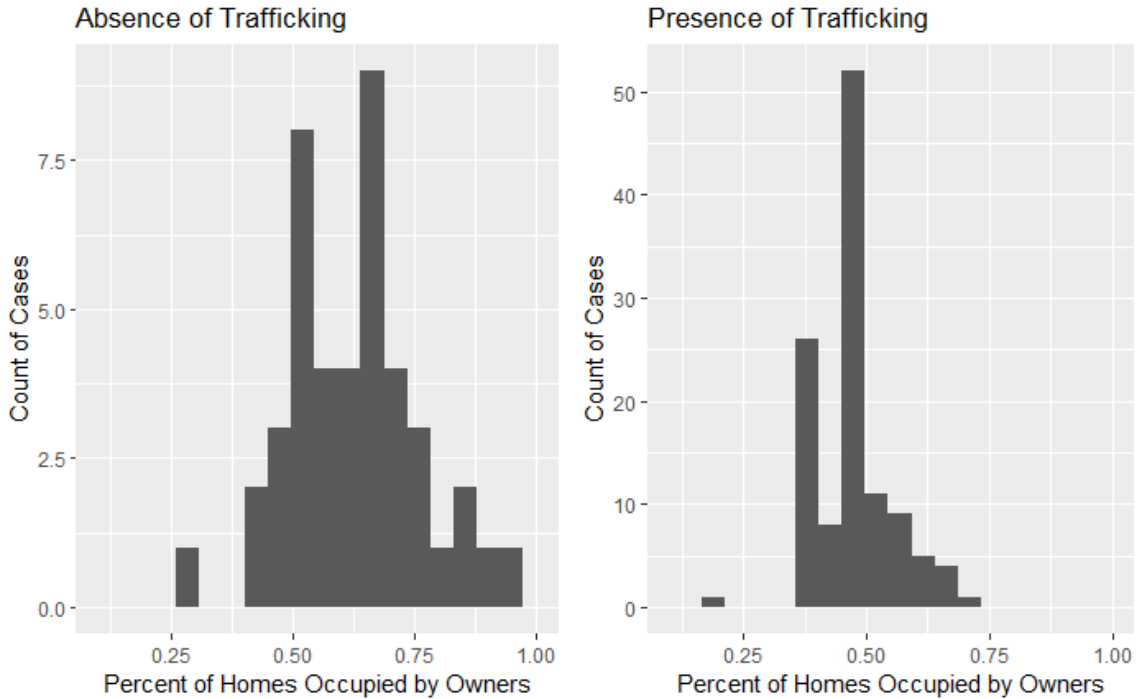 Absence of Trafficking
Count of Cases
7.5
5.0
2.5
0.0
0.25 0.50 0.75 1.00
Percent of Homes Occupied by Owners
Presence of Trafficking
Count of Cases
50
40
30
20
10
0
0.25 0.50 0.75 1.00
Percent of Homes Occupied by Owners